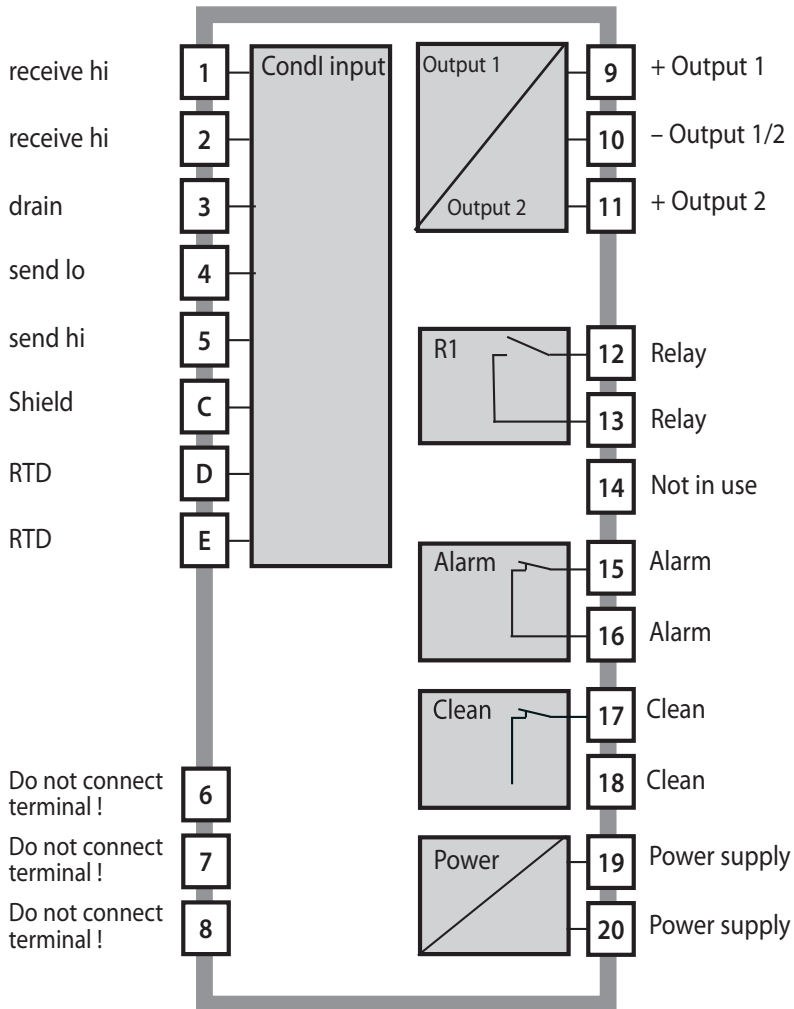 receive hi
1
receive hi
2
drain
3
send lo
4
send hi
5
Shield
C
RTD
D
RTD
E
Condl input
Do not connect
terminal !
6
Do not connect
terminal !
7
Do not connect
terminal !
8
Output 1
Output 2
9
+ Output 1
10
– Output 1/2
11
+ Output 2
R1
12
Relay
13
Relay
14
Not in use
Alarm
15
Alarm
16
Alarm
Clean
17
Clean
18
Clean
Power
19
Power supply
20
Power supply